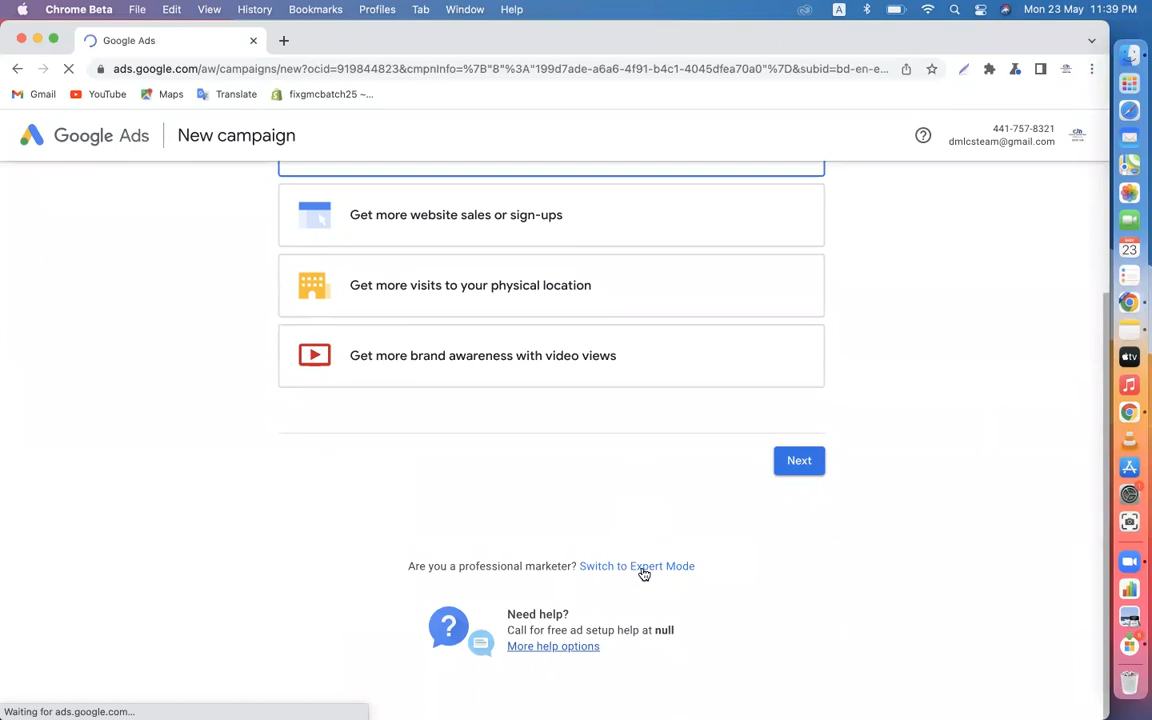 Chrome Beta File Edit View History Bookmarks Profiles Tab Window Help A Mon 23 May 11:39 PM
Google Ads
ads.google.com/aw/campaigns/new?ocid=919844823&cmpnInfo=%7B"8"%3A"199d7ade-a6a6-4f91-b4c1-4045dfea70a0"%7D&subid=bd-en-e...
Gmail YouTube Maps Translate fixgmcbatch25 ~...
Google Ads New campaign
441-757-8321
dmlcsteam@gmail.com
Get more website sales or sign-ups
Get more visits to your physical location
Get more brand awareness with video views
Next
Are you a professional marketer? Switch to Expert Mode
Need help?
Call for free ad setup help at null
More help options
Waiting for ads.google.com...
23
tv